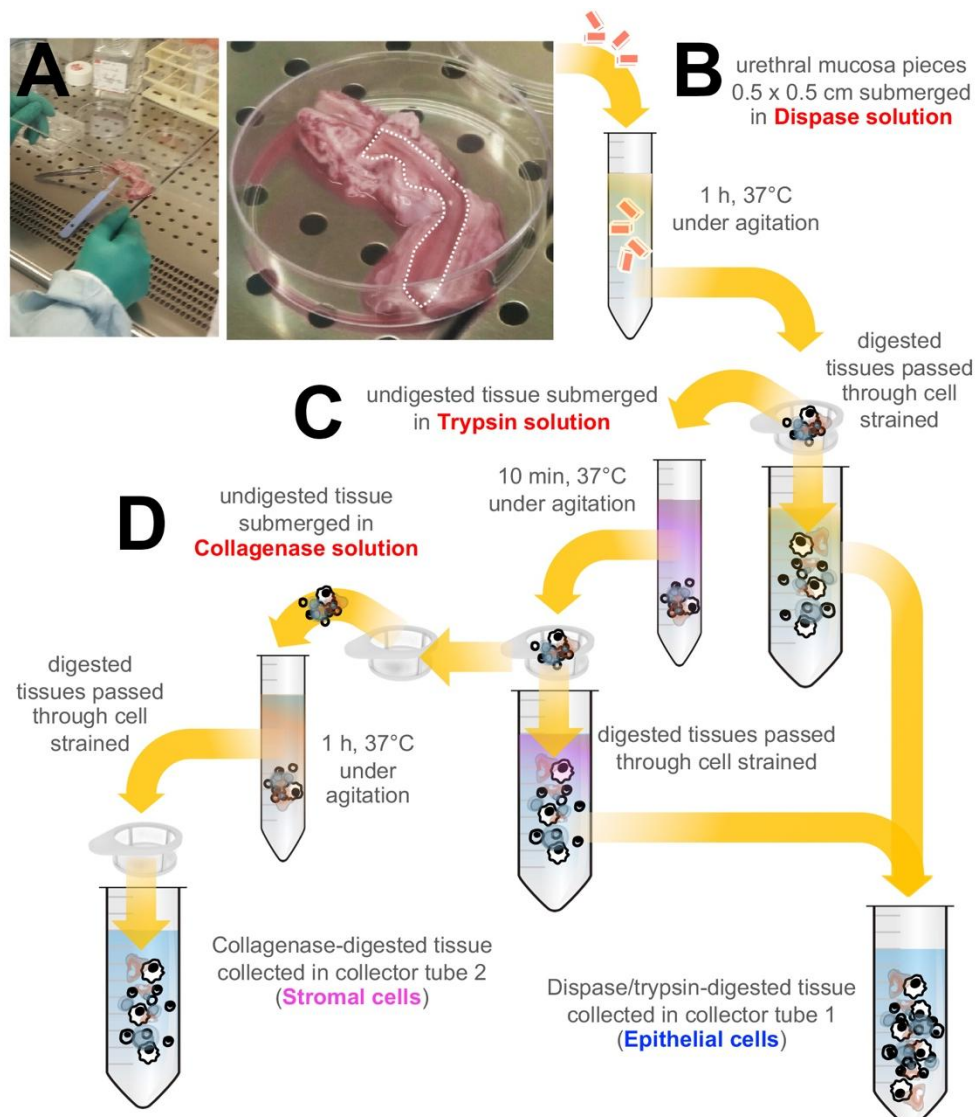 A
B
urethral mucosa pieces
0.5 x 0.5 cm submerged
in Dispase solution
1 h, 37°C
under agitation
digested
tissues passed
through cell
strained
C
undigested tissue submerged
in Trypsin solution
10 min, 37°C
under agitation
D
undigested tissue
submerged in
Collagenase solution
digested
tissues passed
through cell
strained
1 h, 37°C
under
agitation
digested tissues passed
through cell strained
Collagenase-digested tissue
collected in collector tube 2
(Stromal cells)
Dispase/trypsin-digested tissue
collected in collector tube 1
(Epithelial cells)